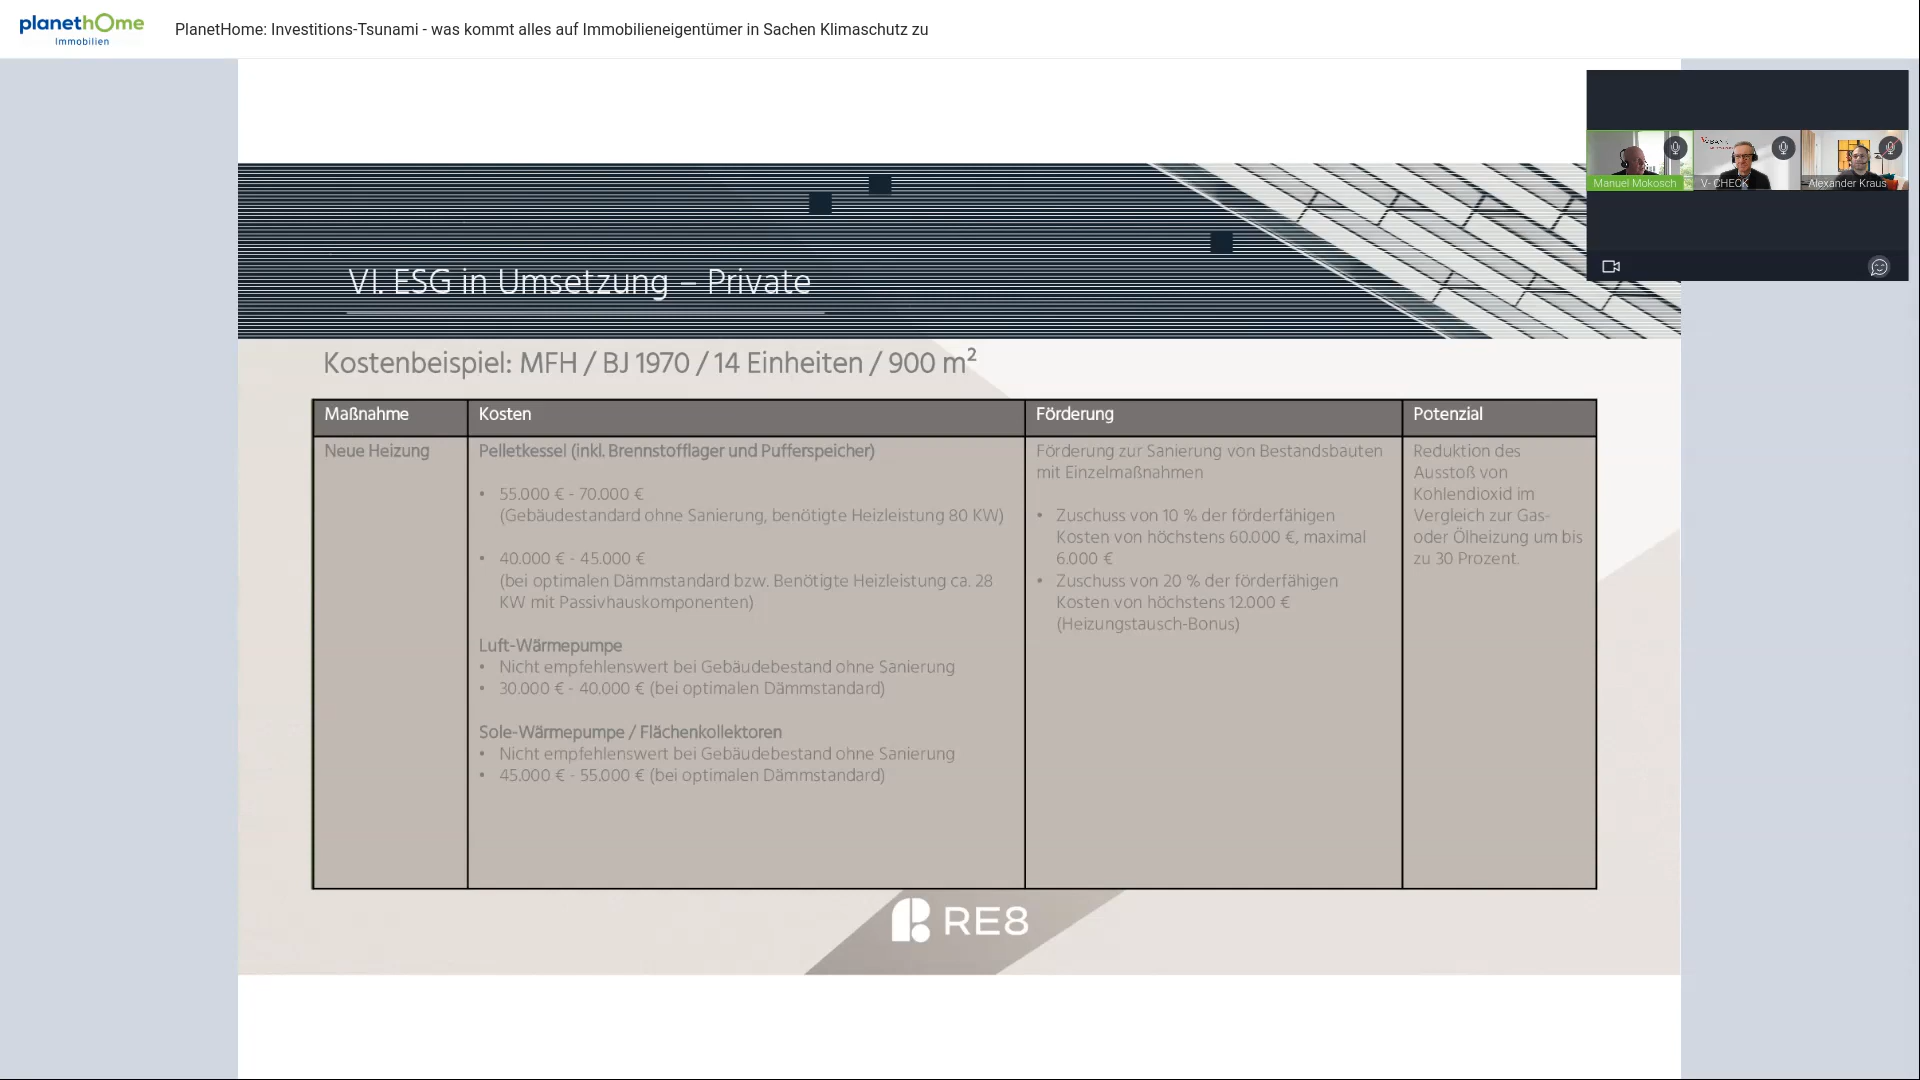 planethome
Immobilien
PlanetHome: Investitions-Tsunami - was kommt alles auf Immobilieneigentümer in Sachen Klimaschutz zu
Manuel Mokosch
V- CHECK
Alexander Kraus
VI. ESG in Umsetzung – Private
Kostenbeispiel: MFH / BJ 1970 / 14 Einheiten / 900 m²
Maßnahme
Kosten
Förderung
Potenzial
Neue Heizung
Pelletkessel (inkl. Brennstofflager und Pufferspeicher)
• 55.000 € - 70.000 €
(Gebäudestandard ohne Sanierung, benötigte Heizleistung 80 KW)
• 40.000 € - 45.000 €
(bei optimalen Dämmstandard bzw. Benötigte Heizleistung ca. 28
KW mit Passivhauskomponenten)
Luft-Wärmepumpe
• Nicht empfehlenswert bei Gebäudebestand ohne Sanierung
• 30.000 € - 40.000 € (bei optimalen Dämmstandard)
Sole-Wärmepumpe / Flächenkollektoren
• Nicht empfehlenswert bei Gebäudebestand ohne Sanierung
• 45.000 € - 55.000 € (bei optimalen Dämmstandard)
Förderung zur Sanierung von Bestandsbauten
mit Einzelmaßnahmen
• Zuschuss von 10 % der förderfähigen
Kosten von höchstens 60.000 €, maximal
6.000 €
• Zuschuss von 20 % der förderfähigen
Kosten von höchstens 12.000 €
(Heizungstausch-Bonus)
Reduktion des
Ausstoß von
Kohlendioxid im
Vergleich zur Gas-
oder Ölheizung um bis
zu 30 Prozent.
RE8